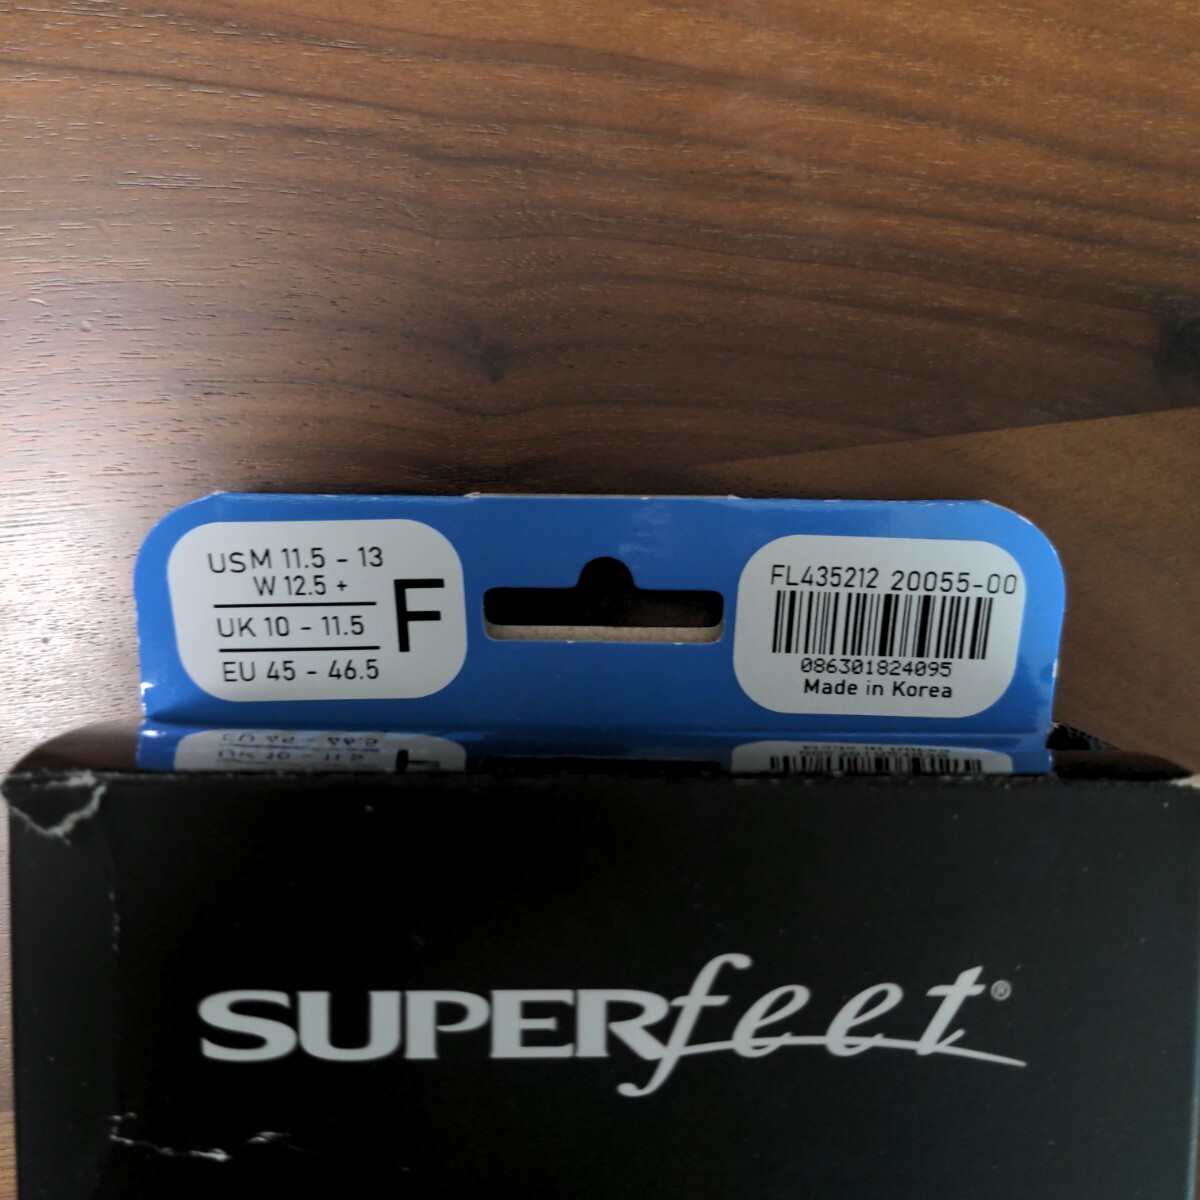 USM 11.5 - 13
W 12.5 +
UK 10 - 11.5
EU 45 - 46.5
F
FL435212 20055-00
086301824095
Made in Korea
SUPERfeet®